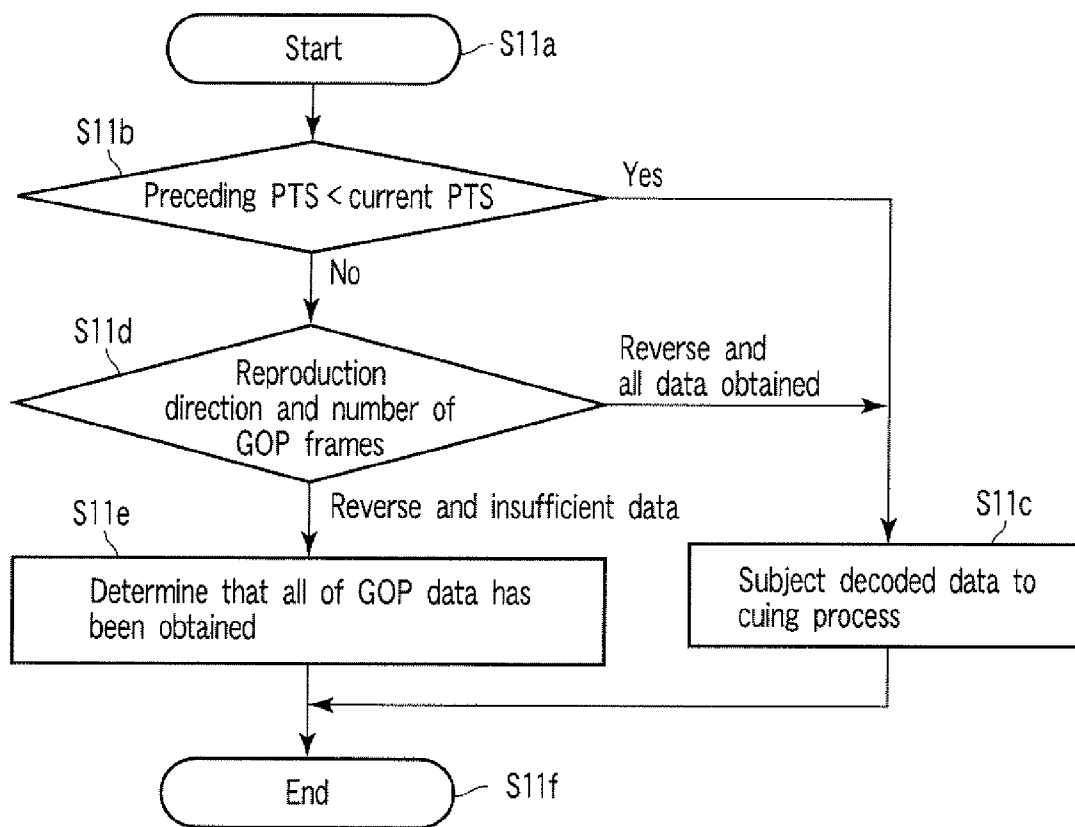 Start
S11a
S11b
Preceding PTS < current PTS
Yes
No
S11d
Reproduction
direction and number of
GOP frames
Reverse and
all data obtained
Reverse and insufficient data
S11e
Determine that all of GOP data has
been obtained
S11c
Subject decoded data to
cuing process
End
S11f